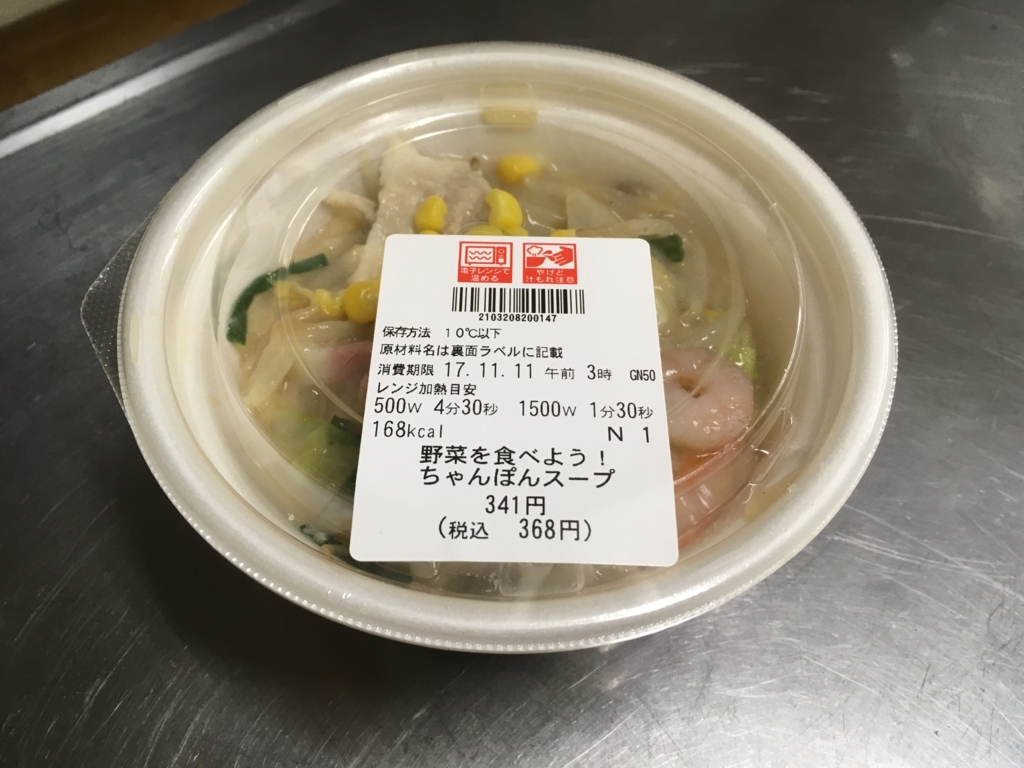 電子レンジで
温める
やけど
汁もれ注意
2103208200147
保存方法 10℃以下
原材料名は裏面ラベルに記載
消費期限 17.11.11 午前 3時 GN50
レンジ加熱目安
500W 4分30秒 1500W 1分30秒
168kcal N 1
野菜を食べよう!
ちゃんぽんスープ
341円
(税込 368円)